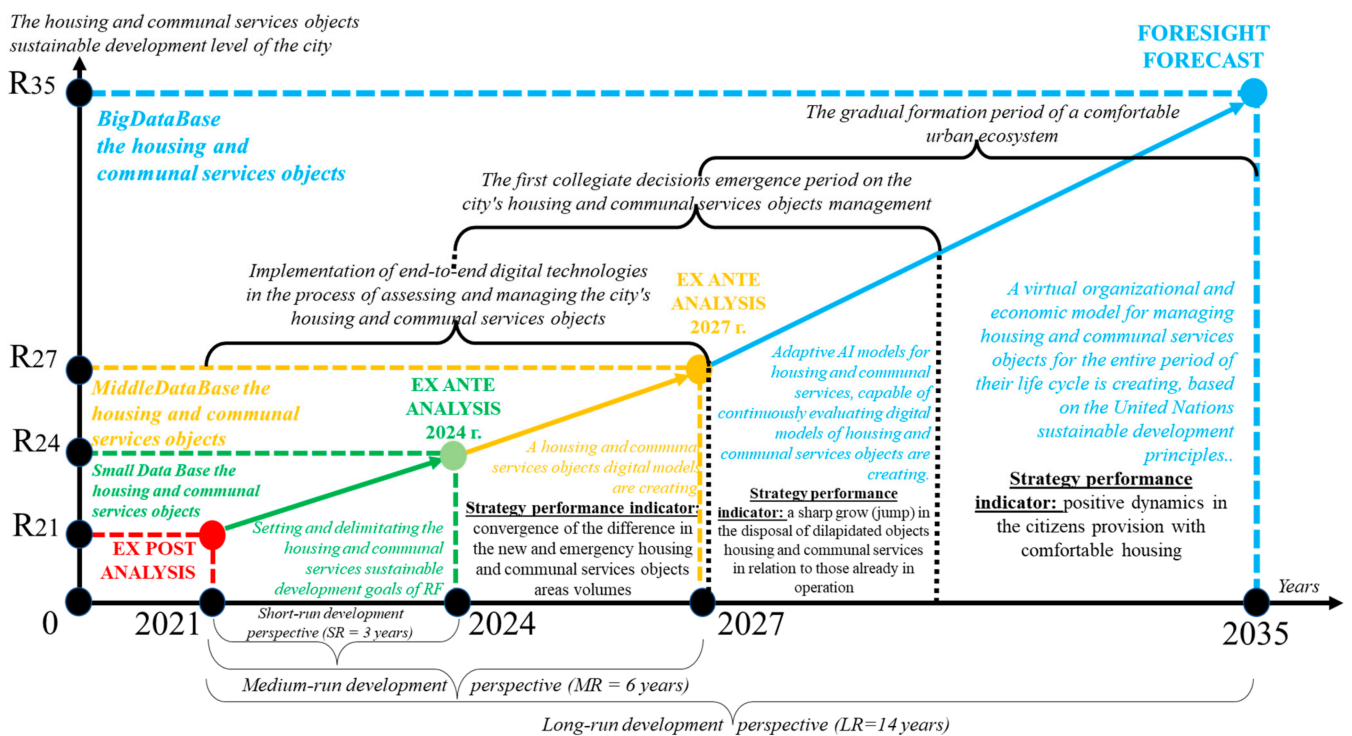 The housing and communal services objects
sustainable development level of the city
FORESIGHT
FORECAST
R35
BigDataBase
the housing and
communal services objects
The gradual formation period of a comfortable
urban ecosystem
The first collegiate decisions emergence period on the
city's housing and communal services objects management
Implementation of end-to-end digital technologies
in the process of assessing and managing the city's
housing and communal services objects
EX ANTE
ANALYSIS
2027 г.
A virtual organizational and
economic model for managing
housing and communal services
objects for the entire period of
their life cycle is creating, based
on the United Nations
sustainable development
principles..
Adaptive AI models for
housing and communal
services, capable of
continuously evaluating digital
models of housing and
communal services objects are
creating.
R27
MiddleDataBase the
housing and communal
services objects
EX ANTE
ANALYSIS
2024 г.
R24
Small Data Base the
housing and communal
services objects
A housing and communal
services objects digital models
are creating
Strategy performance indicator:
convergence of the difference in
the new and emergency housing
and communal services objects
areas volumes
Strategy performance
indicator: a sharp grow (jump) in
the disposal of dilapidated objects
housing and communal services
in relation to those already in
operation
Strategy performance
indicator: positive dynamics in
the citizens provision with
comfortable housing
R21
EX POST
ANALYSIS
Setting and delimitating the
housing and communal
services sustainable
development goals of RF
Years
0
2021
2024
2027
2035
Short-run development
perspective (SR = 3 years)
Medium-run development perspective (MR = 6 years)
Long-run development perspective (LR=14 years)